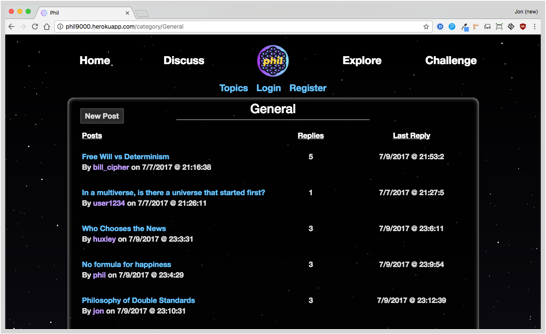 Phil
Jon (new)
phil9000.herokuapp.com/category/General
Home Discuss phil Explore Challenge
Topics Login Register
General
New Post
Posts Replies Last Reply
Free Will vs Determinism 5 7/9/2017 @ 21:53:2
By bill_cipher on 7/7/2017 @ 21:16:38
In a multiverse, is there a universe that started first? 1 7/7/2017 @ 21:27:5
By user1234 on 7/7/2017 @ 21:26:11
Who Chooses the News 3 7/9/2017 @ 23:6:11
By huxley on 7/9/2017 @ 23:3:31
No formula for happiness 3 7/9/2017 @ 23:9:54
By phil on 7/9/2017 @ 23:4:29
Philosophy of Double Standards 3 7/9/2017 @ 23:12:39
By jon on 7/9/2017 @ 23:10:31